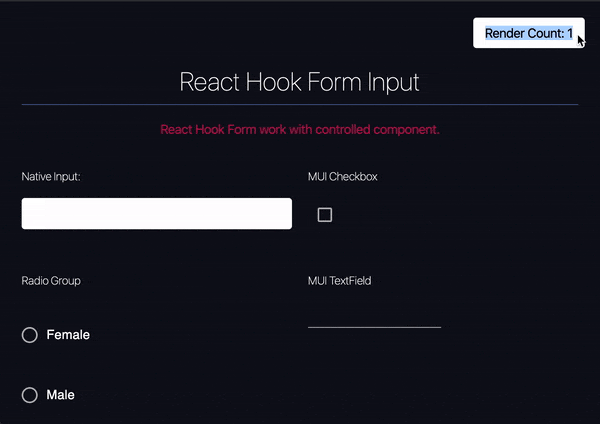 Render Count: 1
React Hook Form Input
React Hook Form work with controlled component.
Native Input:
MUI Checkbox
Radio Group
MUI TextField
Female
Male